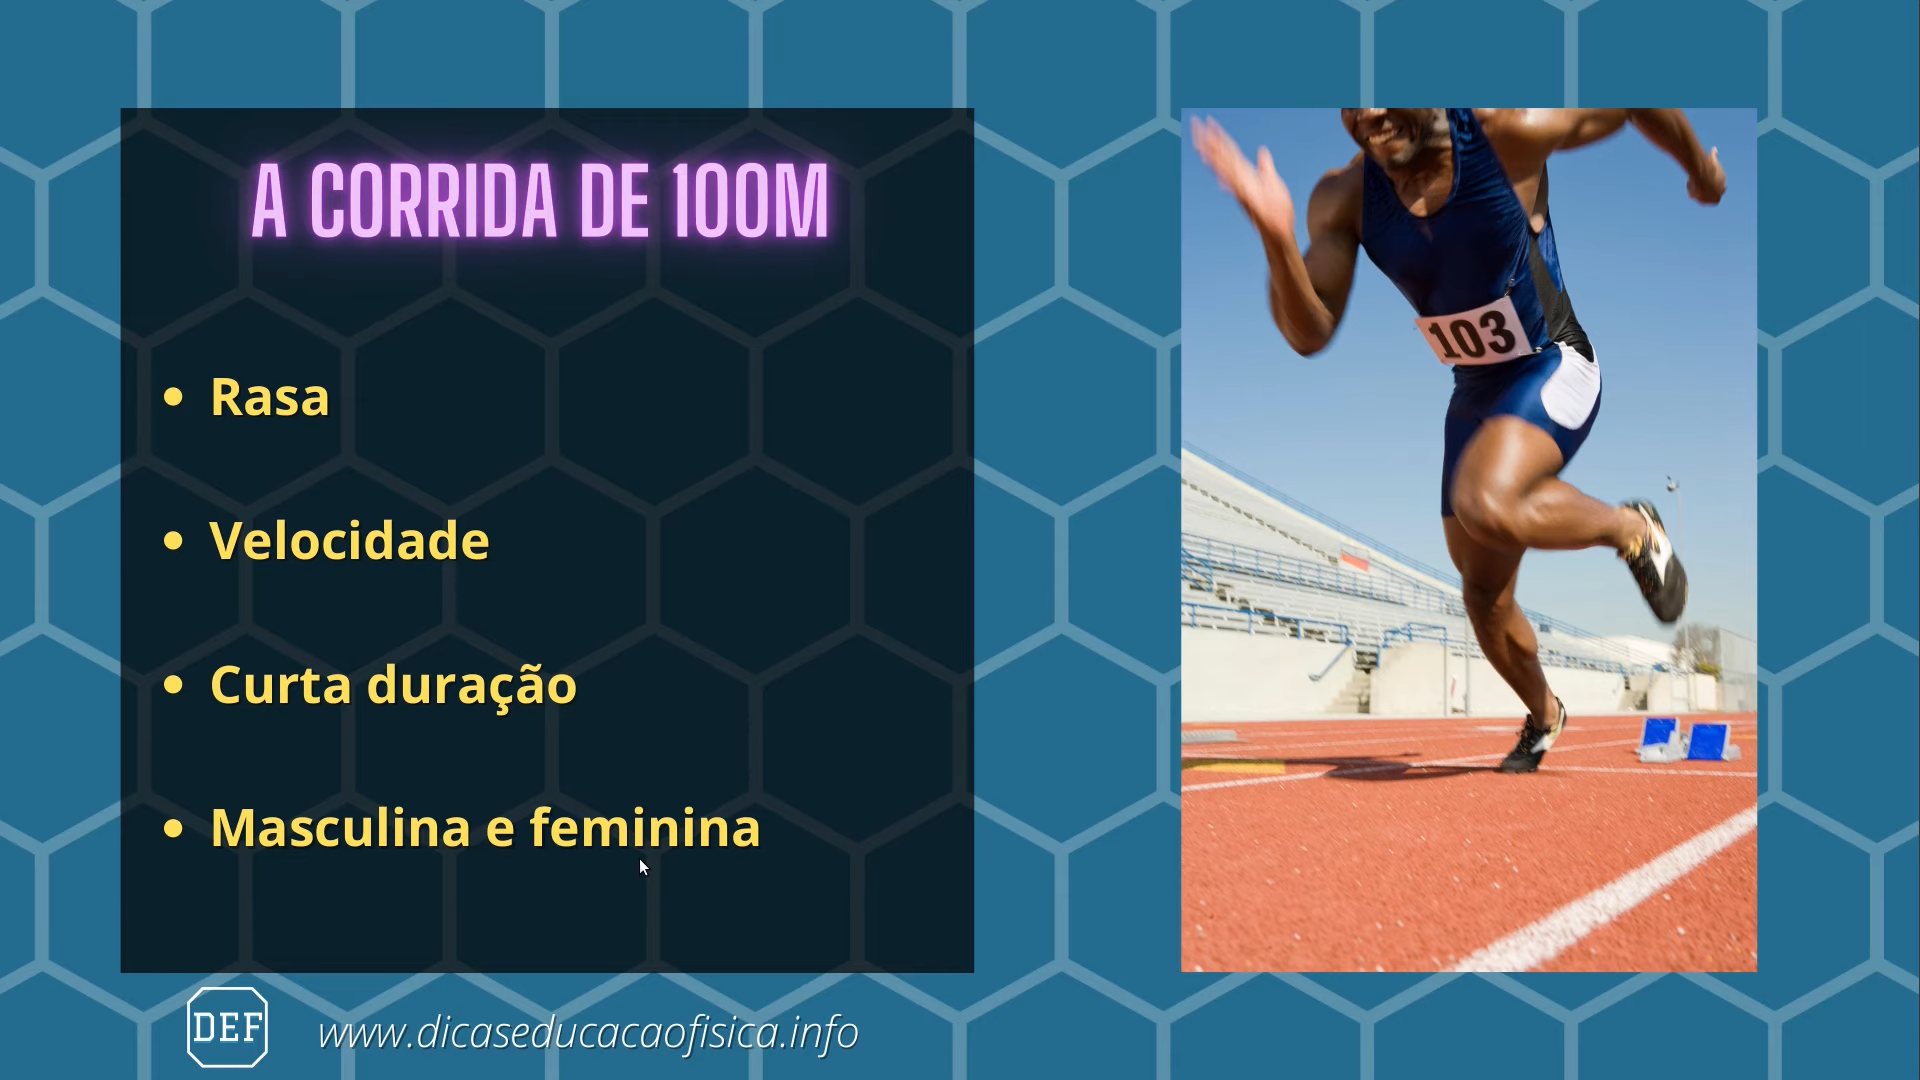 A CORRIDA DE 100M
• Rasa
• Velocidade
• Curta duração
• Masculina e feminina
103
DEF
www.dicaseducacaofisica.info